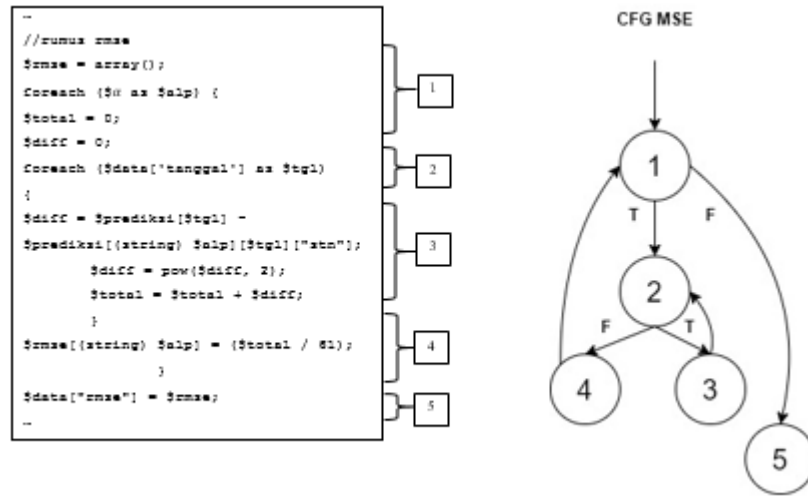 …
//rumus rmse
$rmse = array();
foreach ($α as $alp) {
$total = 0;
$diff = 0;
foreach ($data["tanggal"] as $tgl)
{
$diff = $prediksi[$tgl] -
$prediksi[(string) $alp][$tgl]["stn"];
$diff = pow($diff, 2);
$total = $total + $diff;
}
$rmse[(string) $alp] = ($total / 61);
}
$data["rmse"] = $rmse;
…
1
2
3
4
5
CFG MSE
1
T F
2
F T
4 3
5